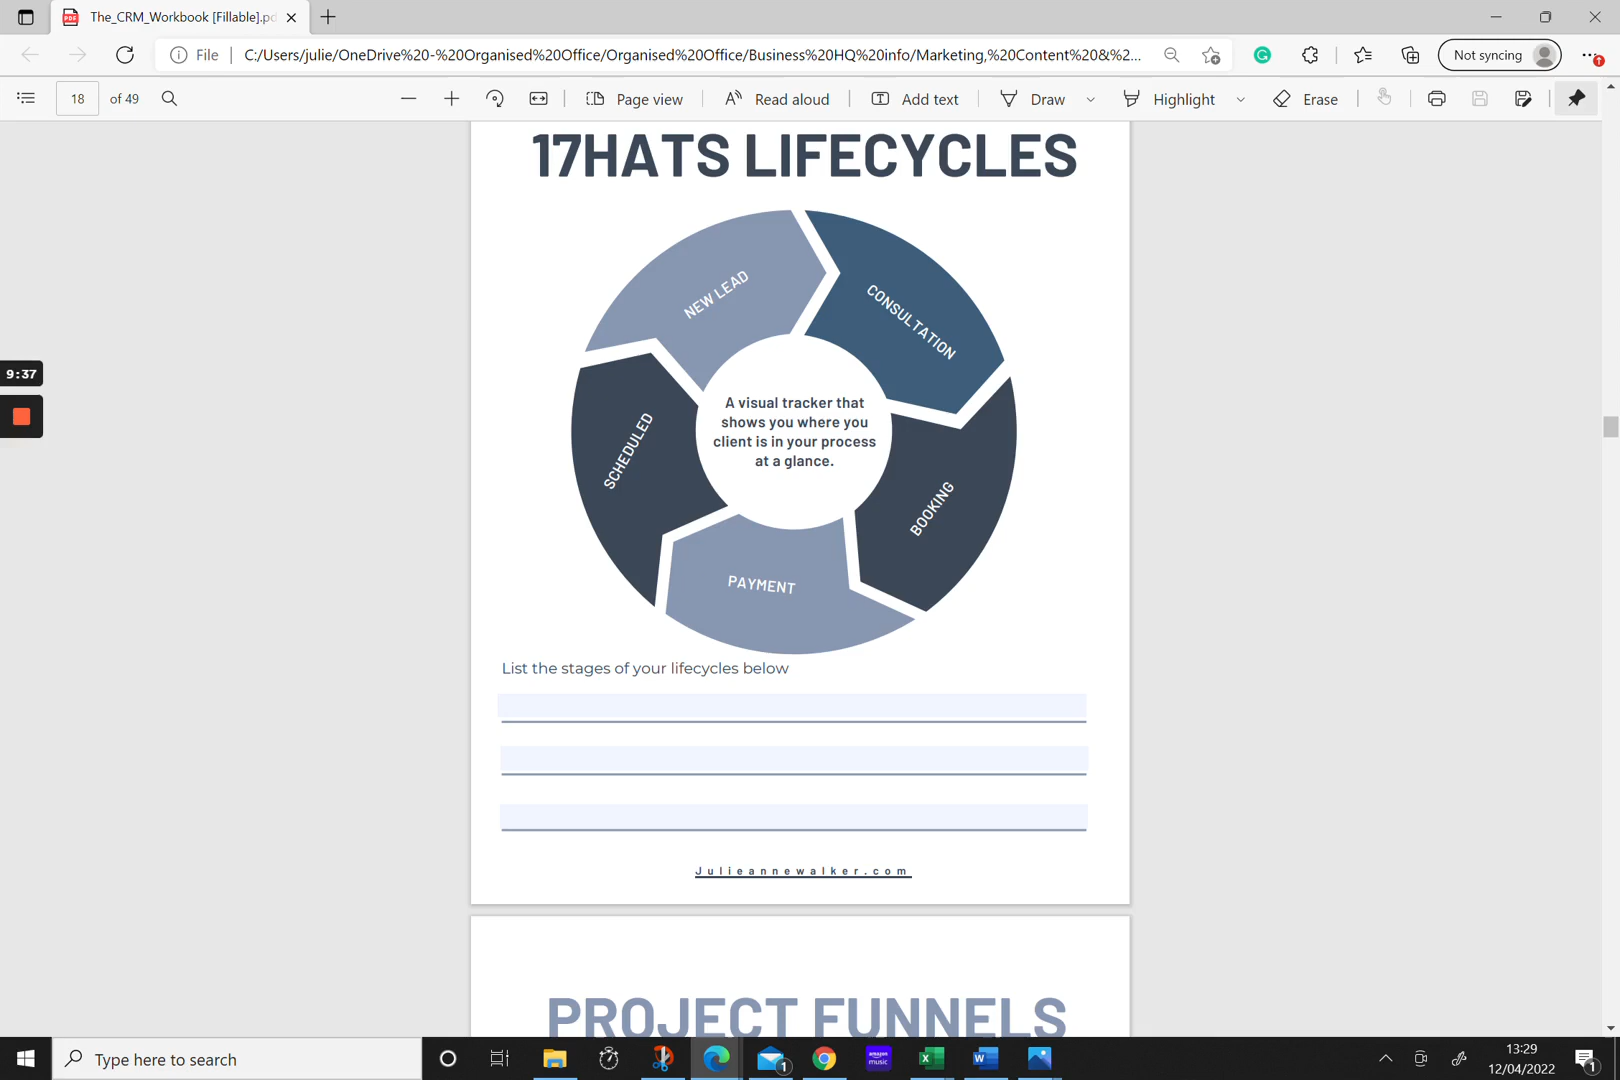 The_CRM_Workbook [Fillable].pd
File
C:/Users/julie/OneDrive%20-%20Organised%20Office/Organised%20Office/Business%20HQ%20info/Marketing,%20Content%20&%2...
Not syncing
18 of 49
Page view
Read aloud
Add text
Draw
Highlight
Erase
17HATS LIFECYCLES
NEW LEAD
CONSULTATION
9:37
A visual tracker that
shows you where you
client is in your process
at a glance.
SCHEDULED
BOOKING
PAYMENT
List the stages of your lifecycles below
Julieannewalker.com
PROJECT FUNNELS
Type here to search
1
amazon music
13:29
12/04/2022
1